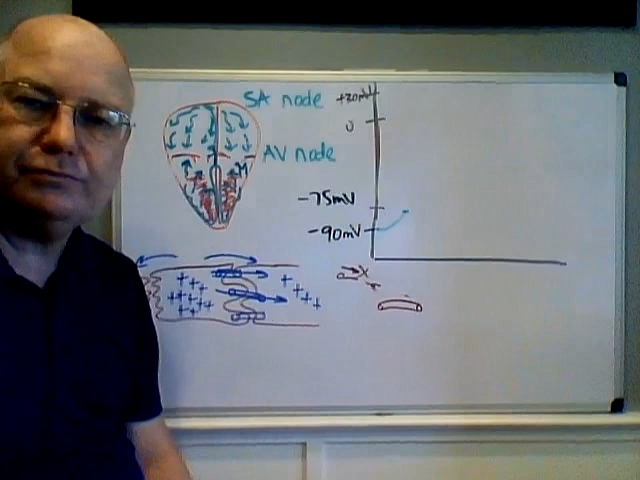 SA node
AV node
+20mV
0
-75mV
-90mV
+ + + + + + + + + + +
+ + + + +